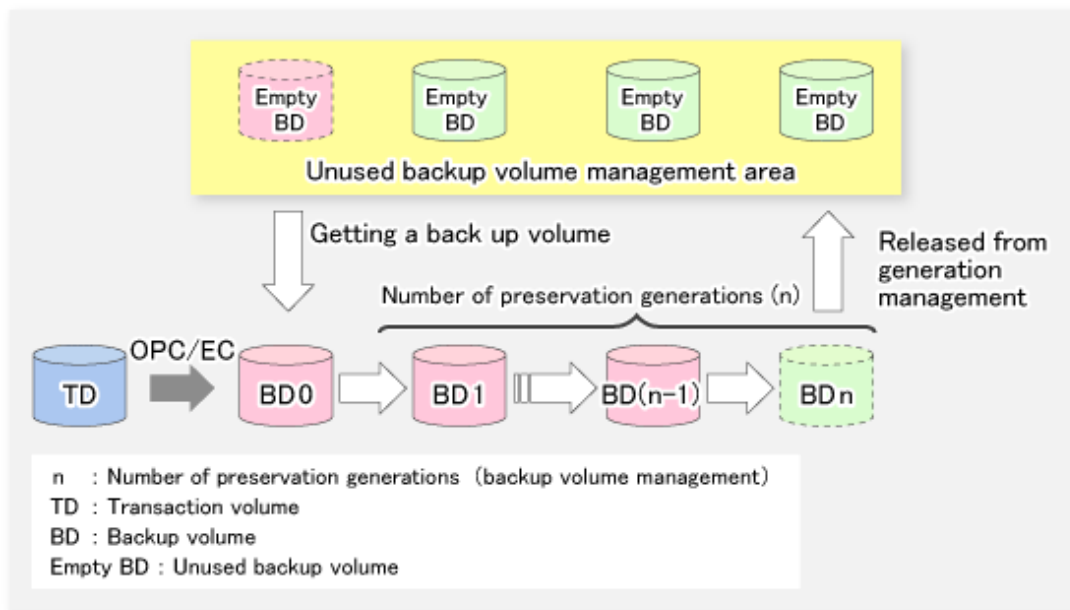 Empty BD
Empty BD
Empty BD
Empty BD
Unused backup volume management area
Getting a back up volume
Released from generation management
Number of preservation generations (n)
OPC/EC
TD
BD0
BD1
BD(n-1)
BDn
n : Number of preservation generations (backup volume management)
TD : Transaction volume
BD : Backup volume
Empty BD : Unused backup volume